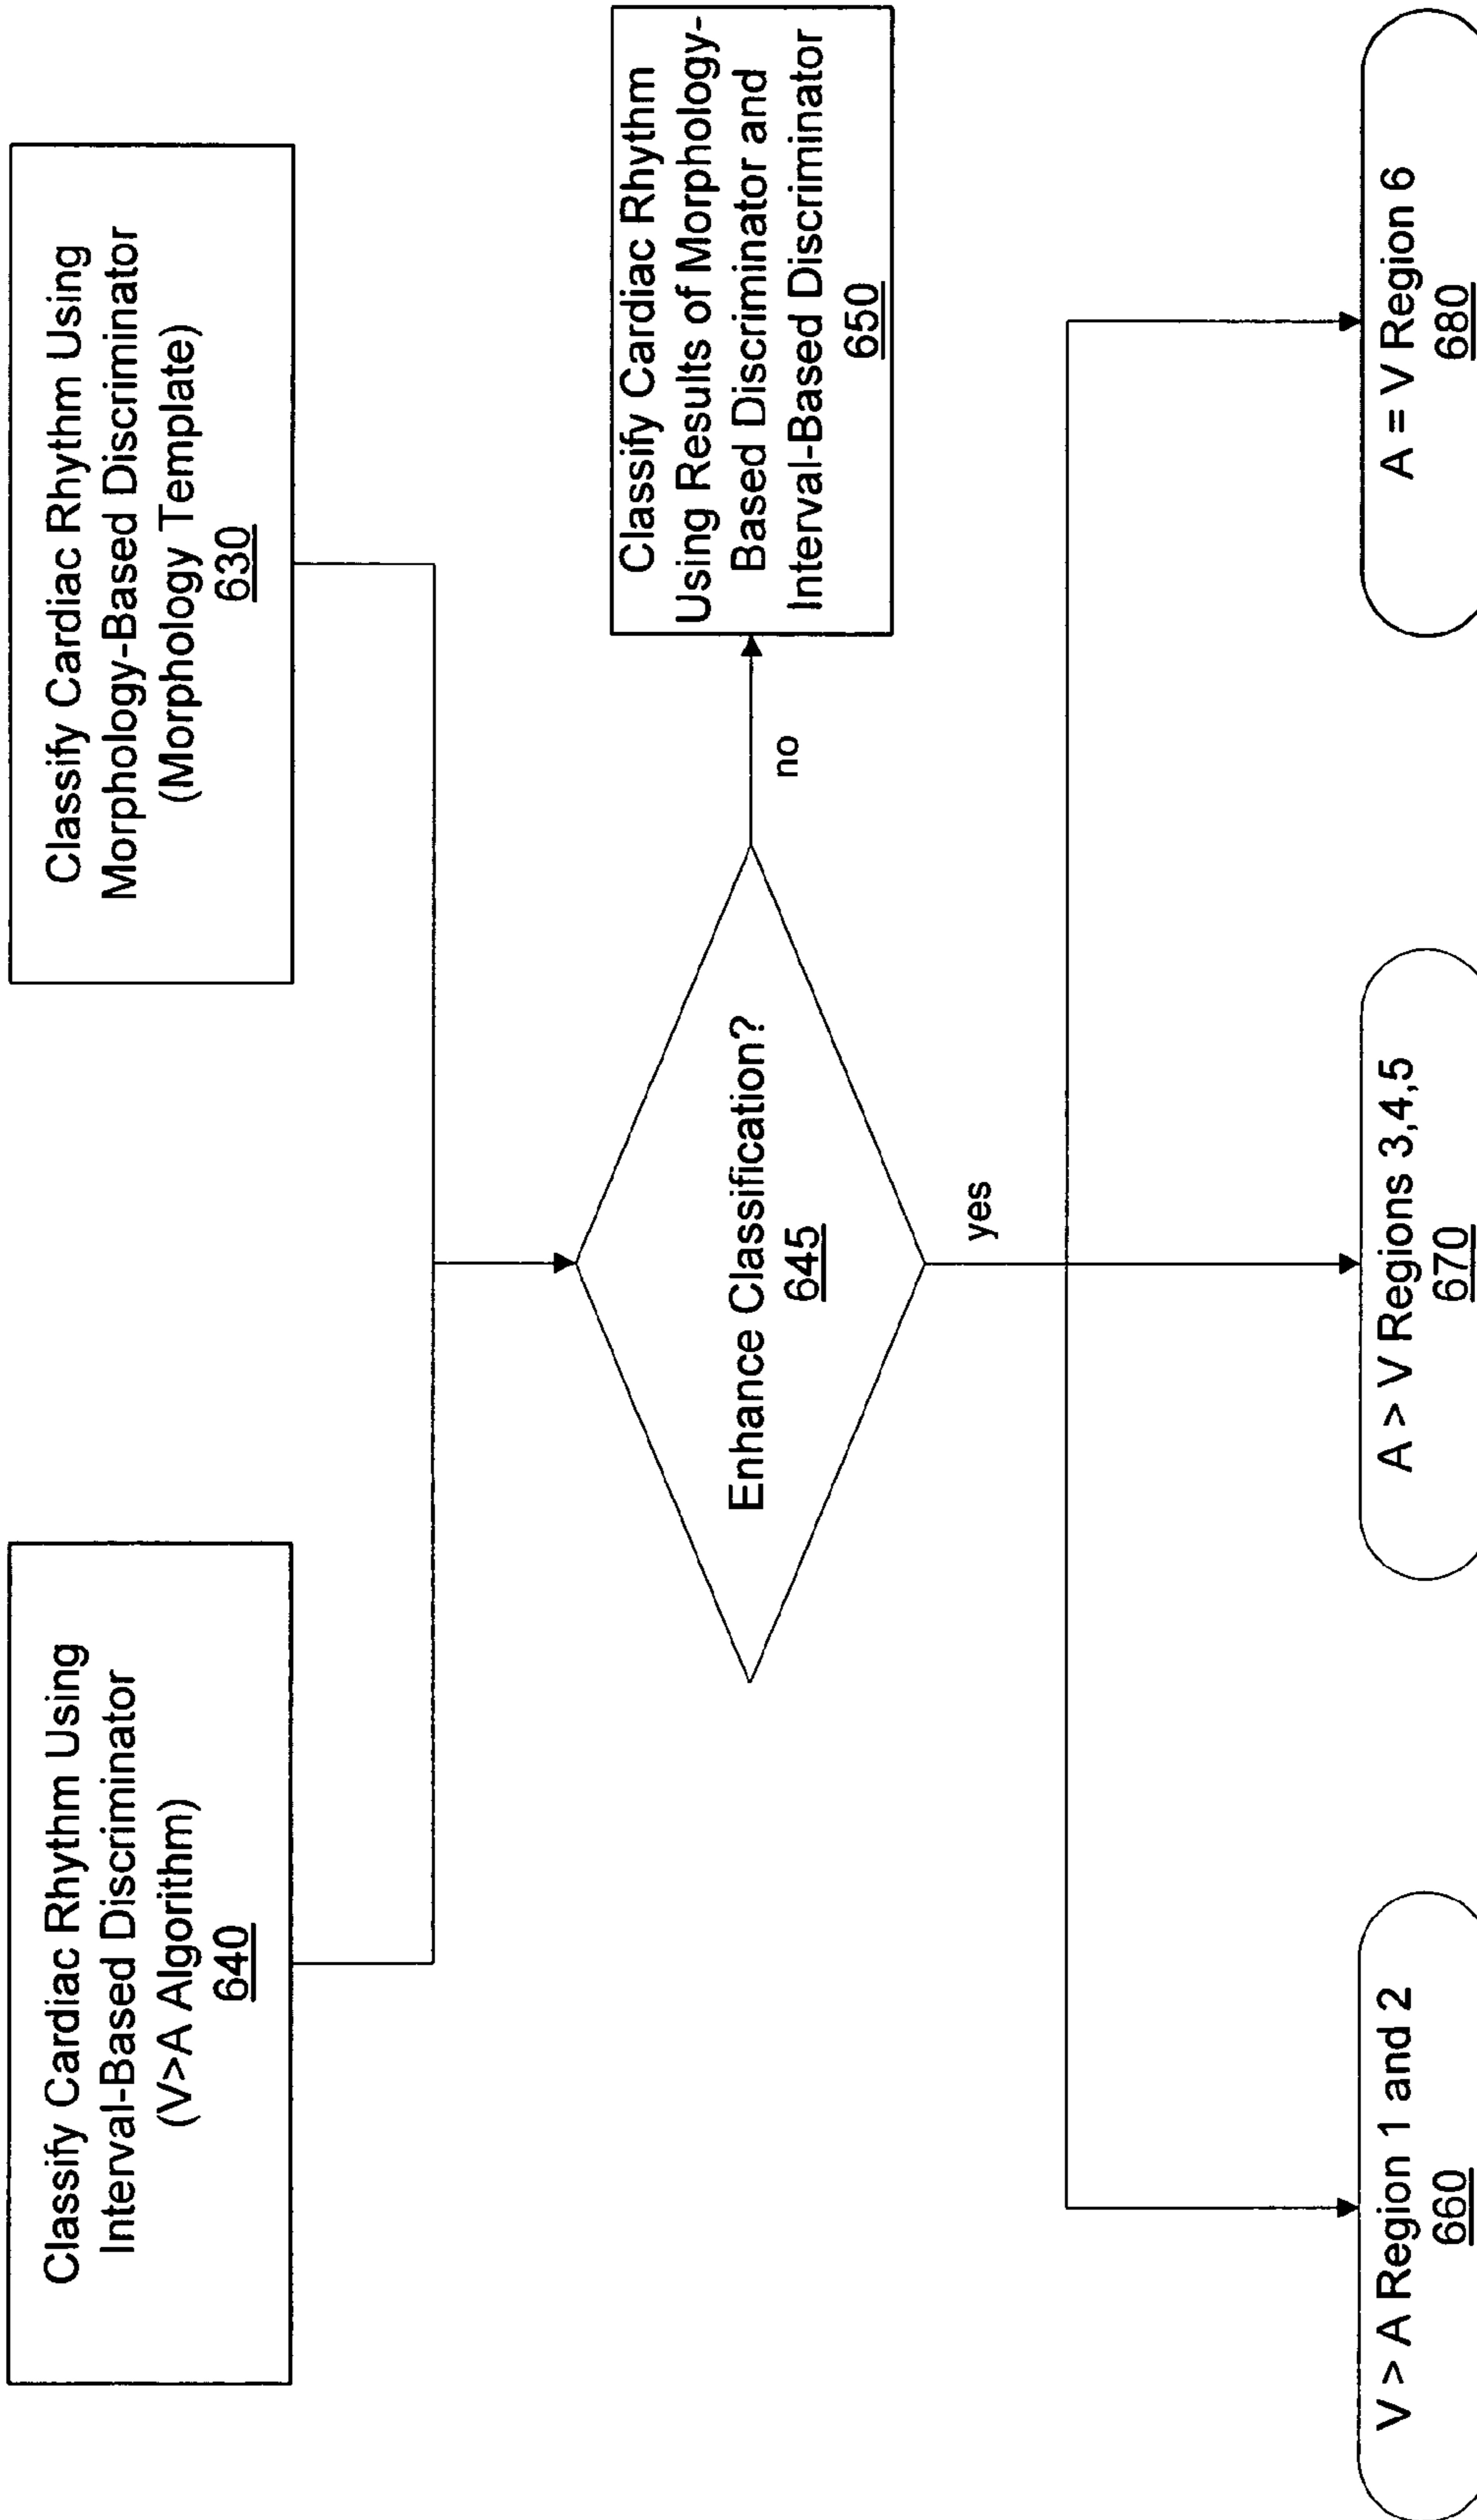 Classify Cardiac Rhythm Using
Interval-Based Discriminator
(V>A Algorithm)
640
Classify Cardiac Rhythm Using
Morphology-Based Discriminator
(Morphology Template)
630
Enhance Classification?
645
no
Classify Cardiac Rhythm
Using Results of Morphology-
Based Discriminator and
Interval-Based Discriminator
650
yes
V > A Region 1 and 2
660
A > V Regions 3,4,5
670
A = V Region 6
680